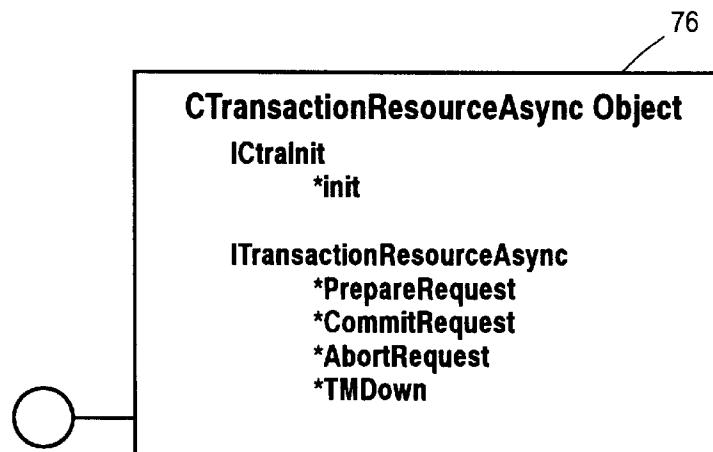 76
CTransactionResourceAsync Object
ICtraInit
*init
ITransactionResourceAsync
*PrepareRequest
*CommitRequest
*AbortRequest
*TMDown